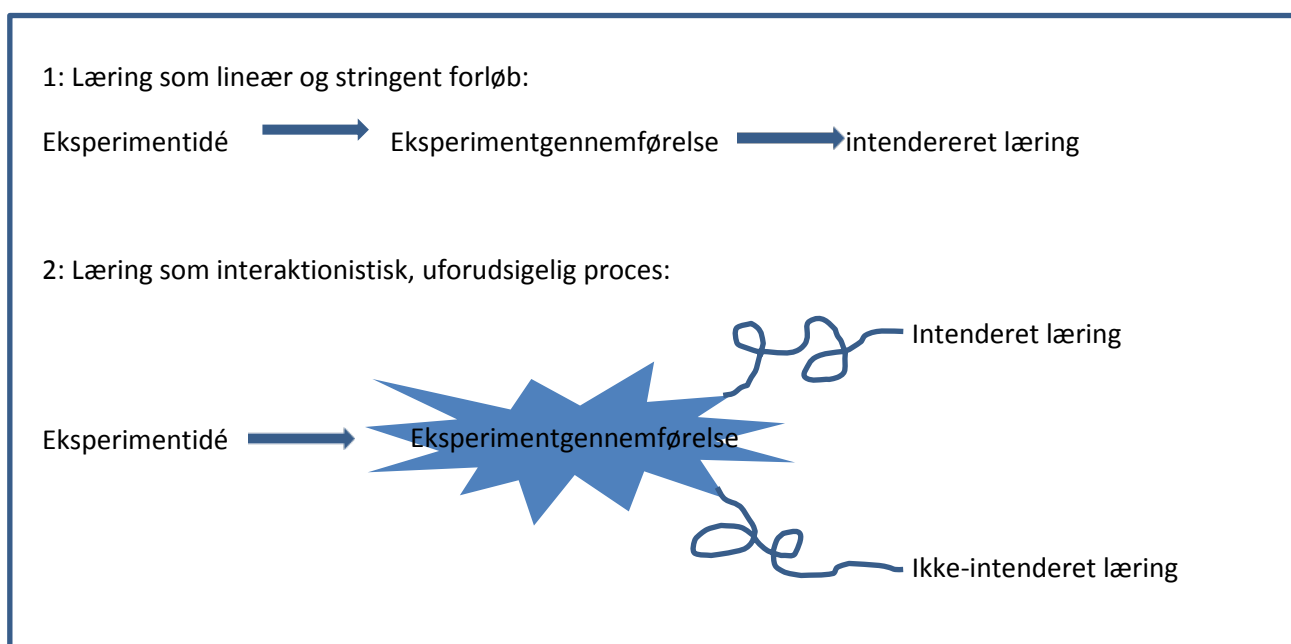 1: Læring som lineær og stringent forløb:
Eksperimentidé Eksperimentgennemførelse intendereret læring
2: Læring som interaktionistisk, uforudsigelig proces:
Intenderet læring
Eksperimentidé Eksperimentgennemførelse
Ikke-intenderet læring